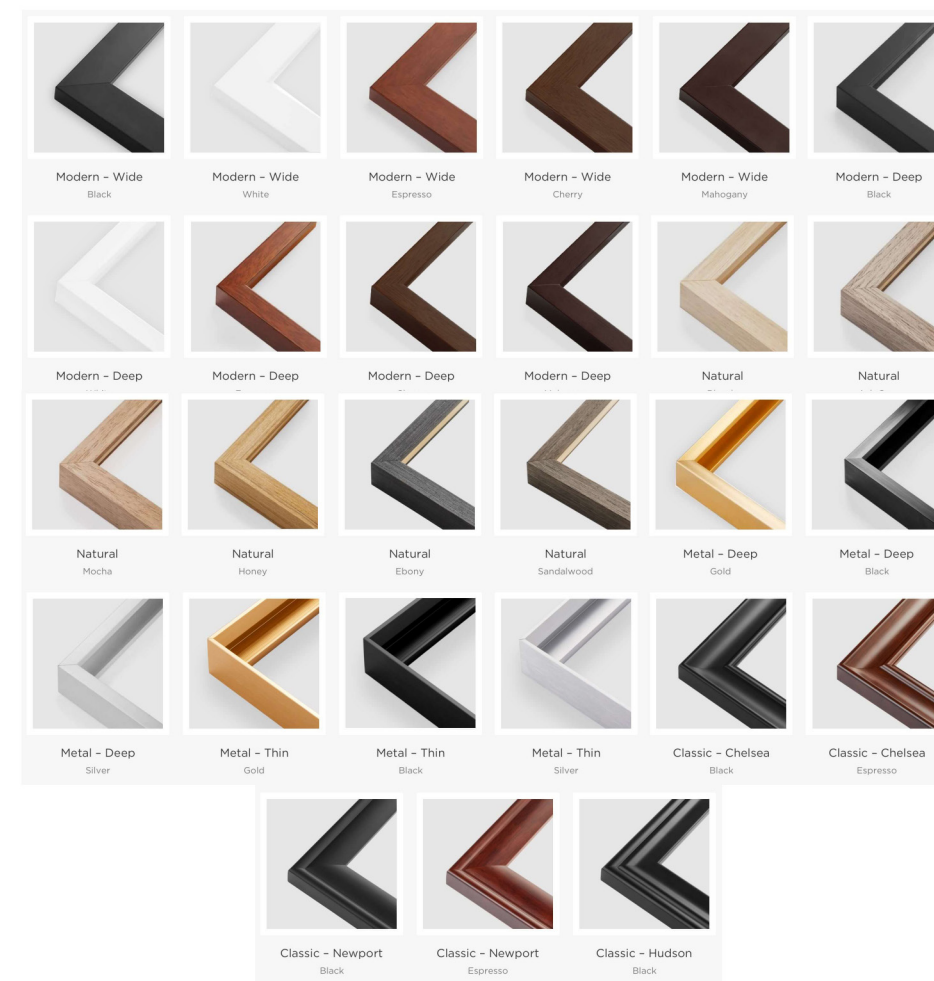 Modern – Wide
Black
Modern – Wide
White
Modern – Wide
Espresso
Modern – Wide
Cherry
Modern – Wide
Mahogany
Modern – Deep
Black
Modern – Deep
Modern – Deep
Modern – Deep
Modern – Deep
Natural
Natural
Natural
Mocha
Natural
Honey
Natural
Ebony
Natural
Sandalwood
Metal – Deep
Gold
Metal – Deep
Black
Metal – Deep
Silver
Metal – Thin
Gold
Metal – Thin
Black
Metal – Thin
Silver
Classic – Chelsea
Black
Classic – Chelsea
Espresso
Classic – Newport
Black
Classic – Newport
Espresso
Classic – Hudson
Black